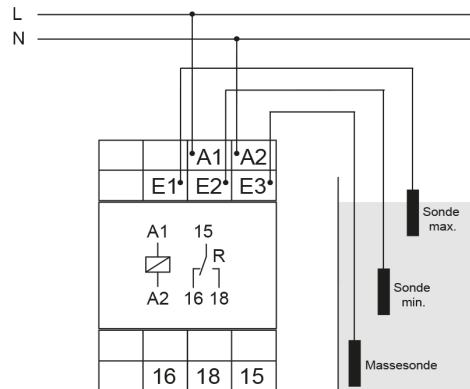 L
N
A1 A2
E1 E2 E3
Sonde
max.
A1 15
R
Sonde
min.
A2 16 18
Massesonde
16 18 15